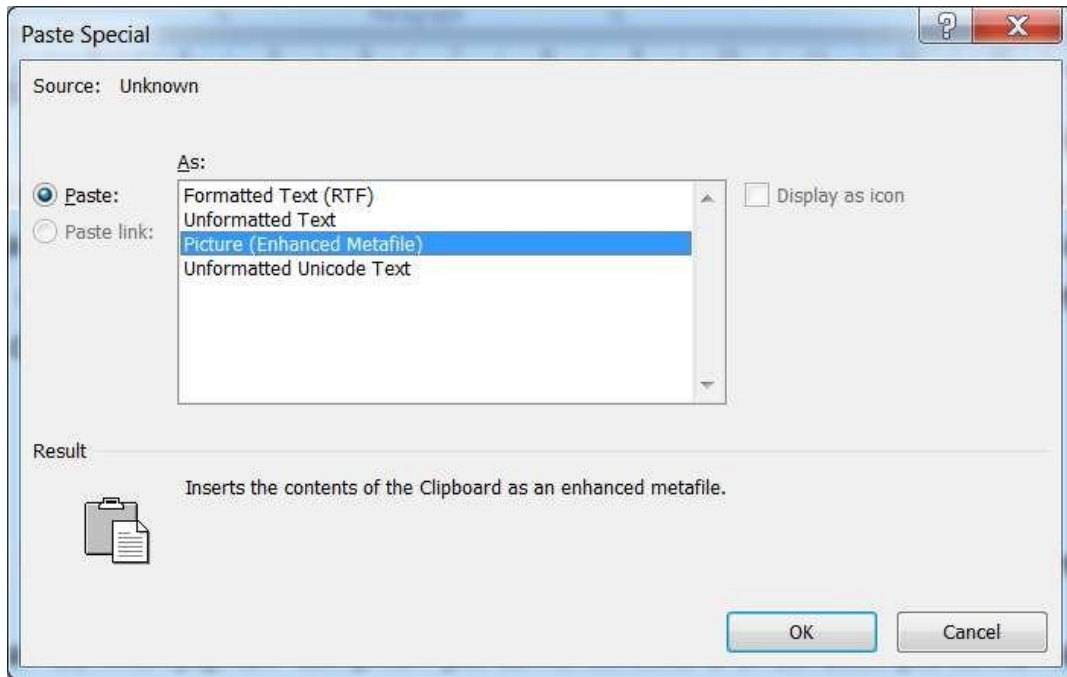 Paste Special
Source: Unknown
As:
Paste:
Paste link:
Formatted Text (RTF)
Unformatted Text
Picture (Enhanced Metafile)
Unformatted Unicode Text
Display as icon
Result
Inserts the contents of the Clipboard as an enhanced metafile.
OK
Cancel